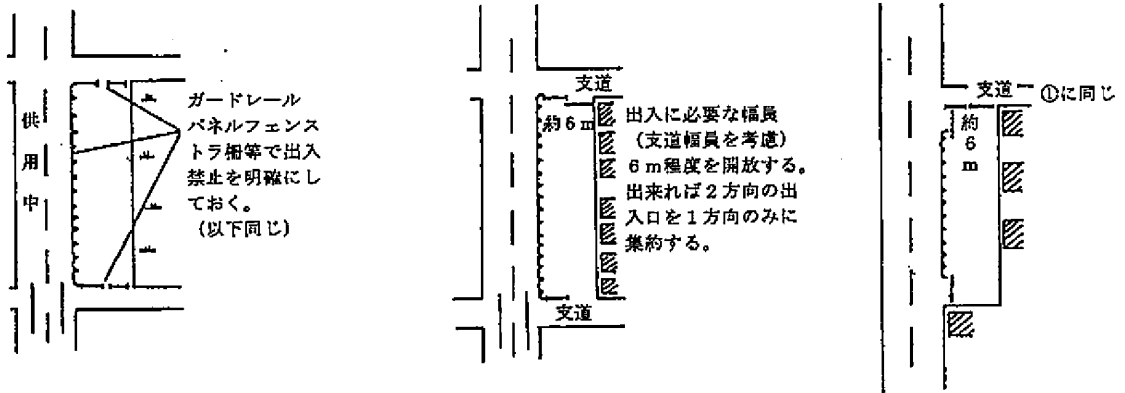 供用中
ガードレール
パネルフェンス
トラ柵等で出入
禁止を明確にし
ておく。
(以下同じ)
支道
約6m
出入に必要な幅員
(支道幅員を考慮)
6m程度を開放する。
出来れば2方向の出
入口を1方向のみに
集約する。
支道
支道
①に同じ
約6m